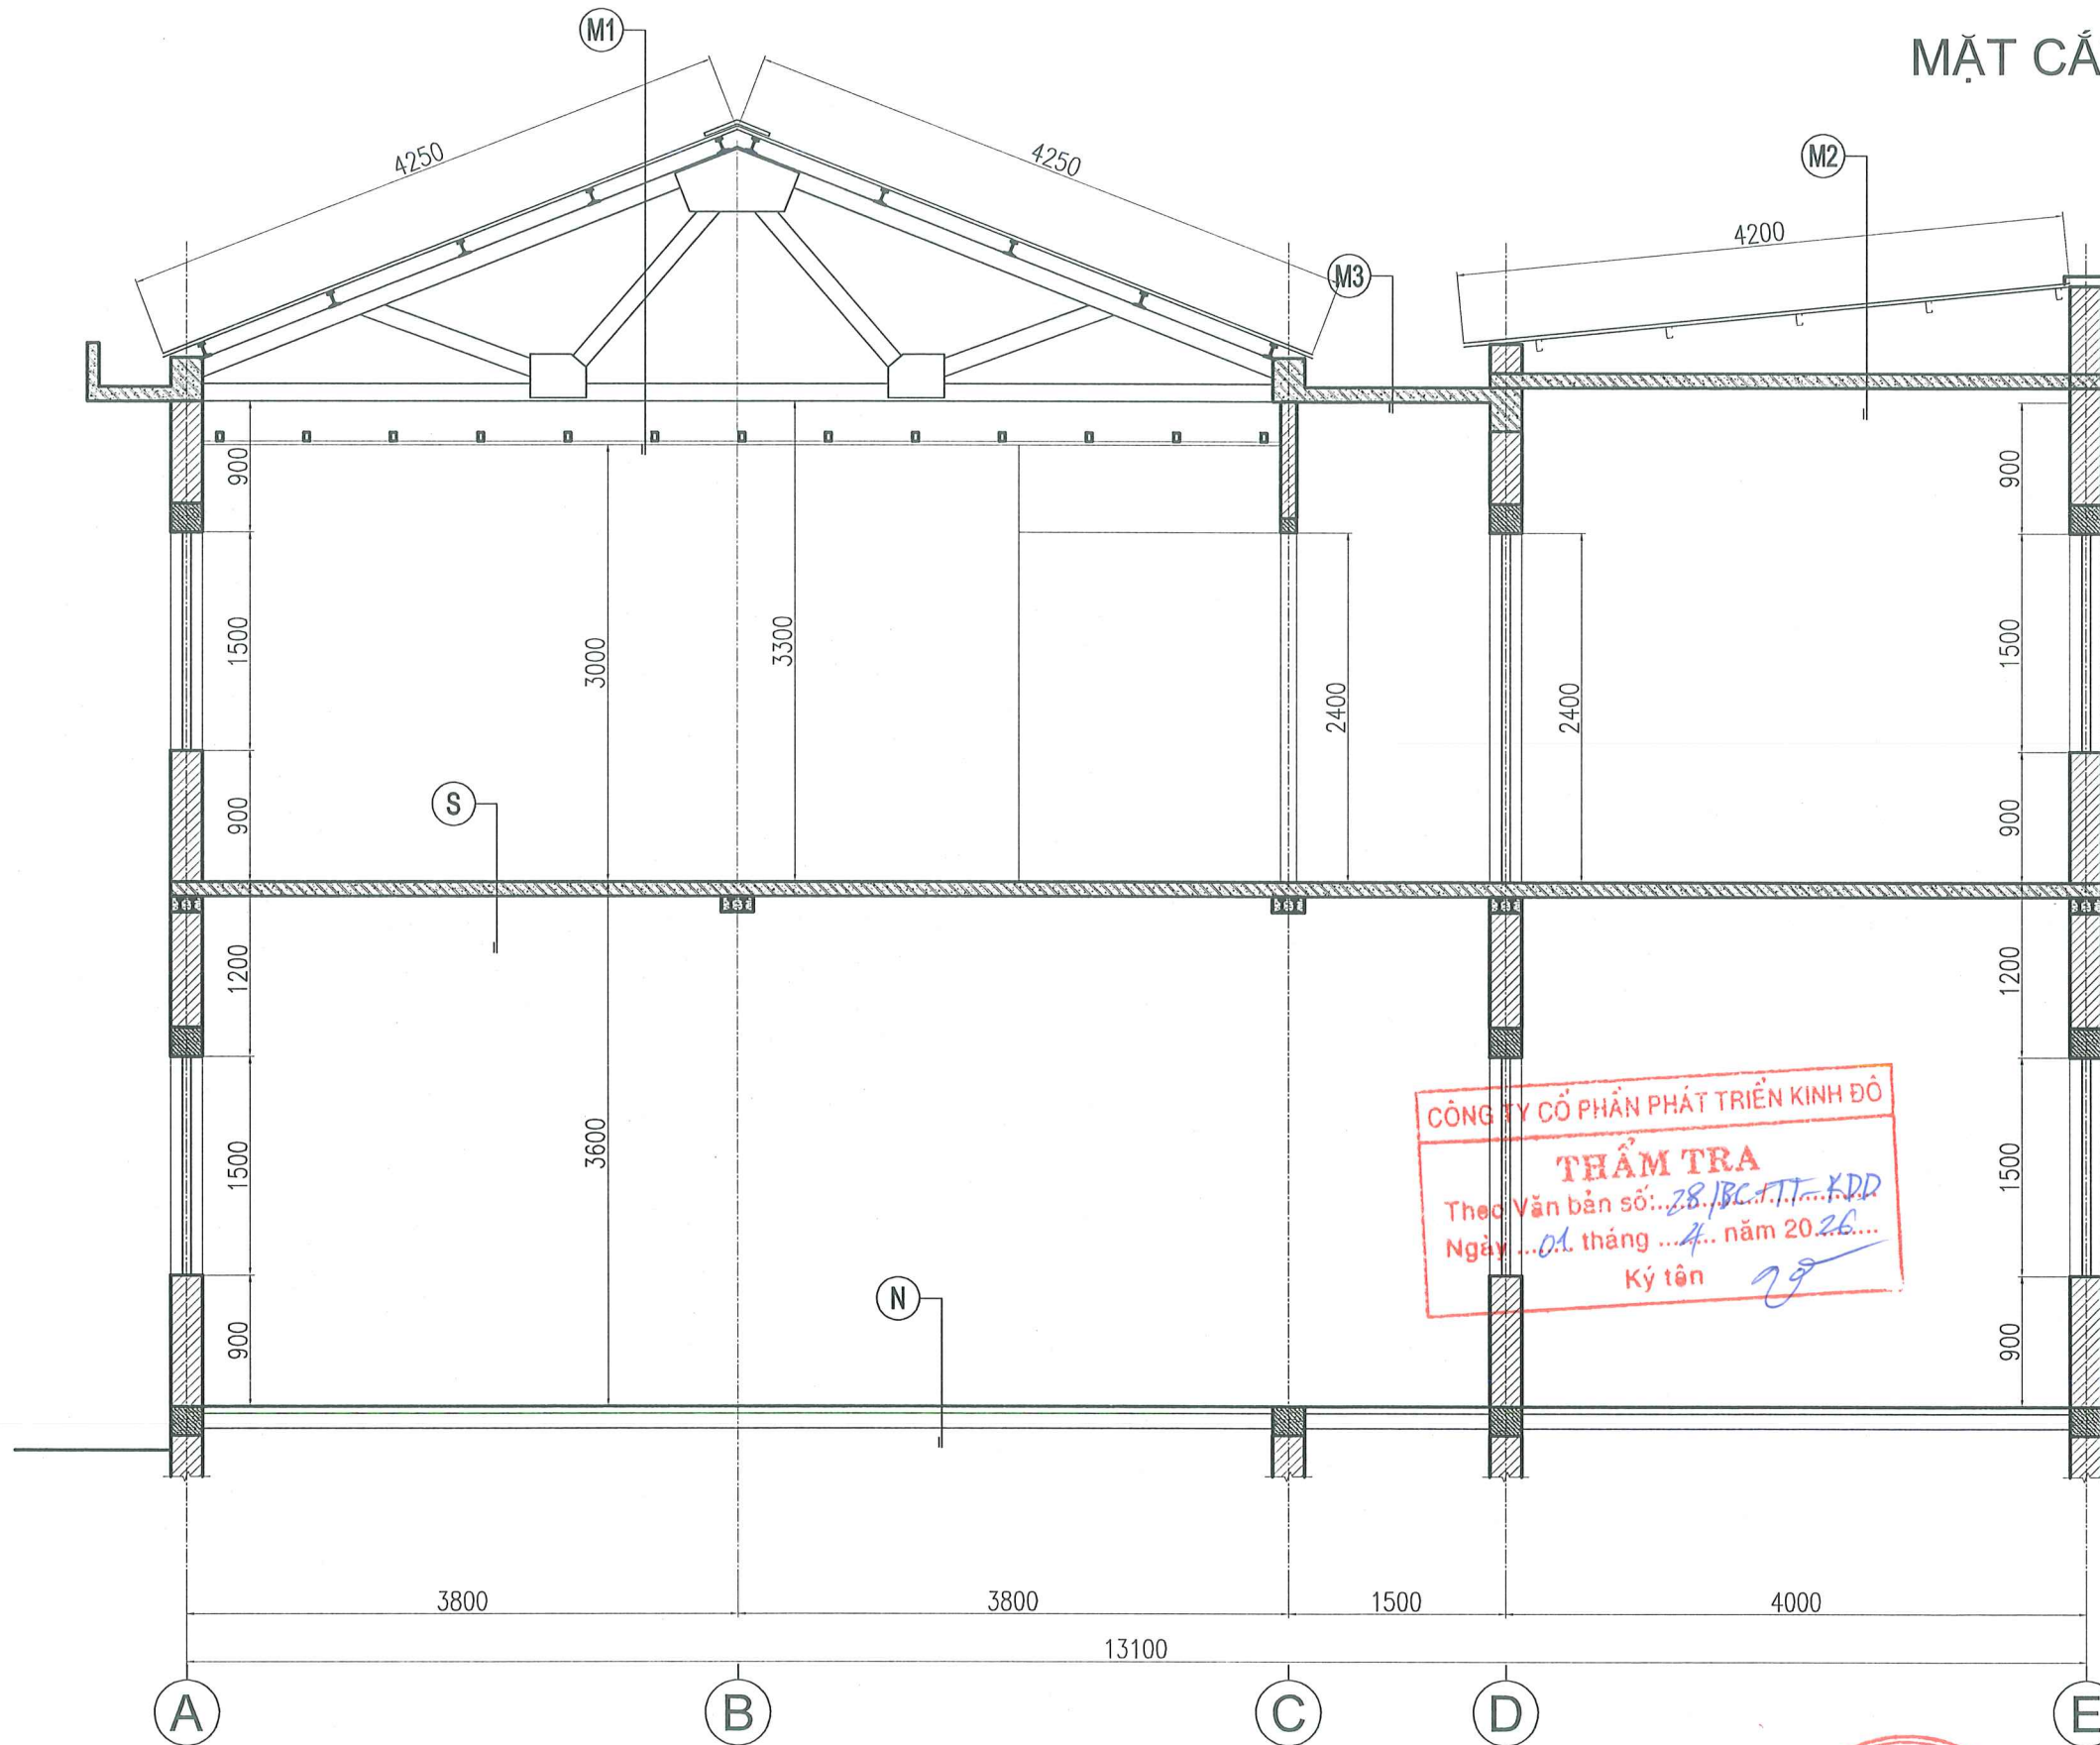 MẶT CẮ
M1
4250
4250
M2
4200
M3
900
900
1500
3000
3300
2400
2400
1500
S
900
900
1200
1200
CÔNG TY CỔ PHẦN PHÁT TRIỂN KINH ĐÔ
THẨM TRA
Theo Văn bản số: 28/BC-TT-KDD
Ngày 01 tháng 4 năm 2026
Ký tên
1500
3600
1500
N
900
900
3800
3800
1500
4000
13100
A
B
C
D
E